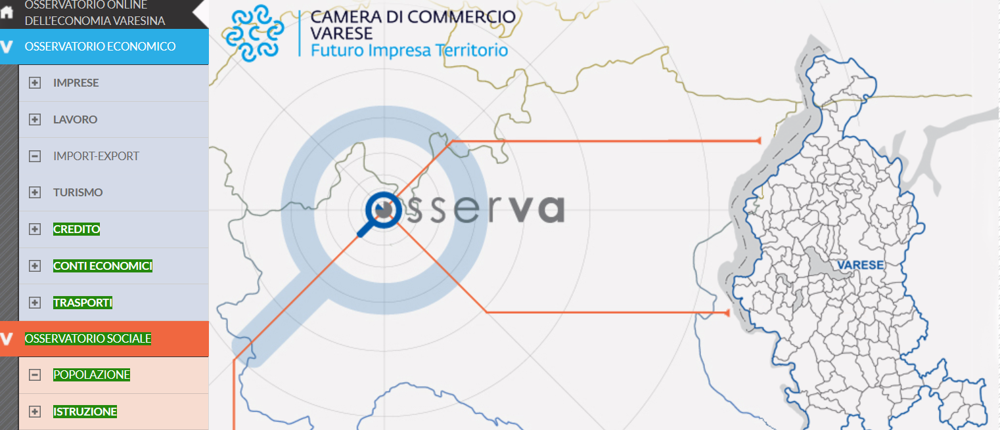 OSSERVATORIO ONLINE
DELL'ECONOMIA VARESINA
OSSERVATORIO ECONOMICO
IMPRESE
LAVORO
IMPORT-EXPORT
TURISMO
CREDITO
CONTI ECONOMICI
TRASPORTI
OSSERVATORIO SOCIALE
POPOLAZIONE
ISTRUZIONE
CAMERA DI COMMERCIO
VARESE
Futuro Impresa Territorio
Osserva
VARESE